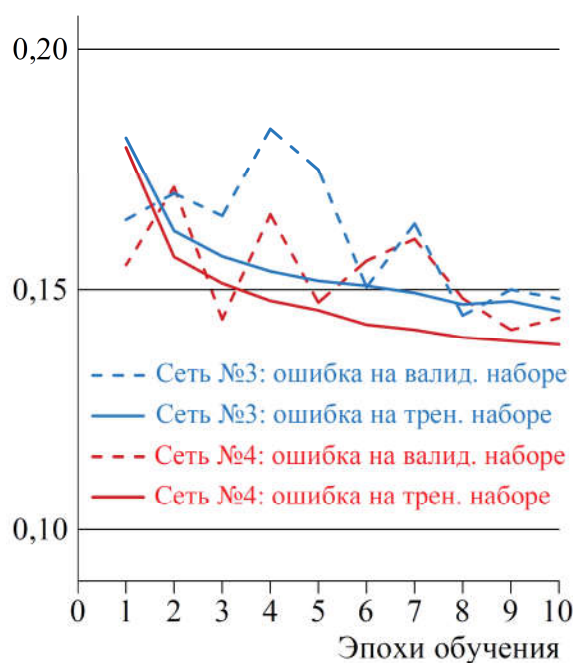 0,20
0,15
Сеть №3: ошибка на валид. наборе
Сеть №3: ошибка на трен. наборе
Сеть №4: ошибка на валид. наборе
Сеть №4: ошибка на трен. наборе
0,10
0 1 2 3 4 5 6 7 8 9 10
Эпохи обучения